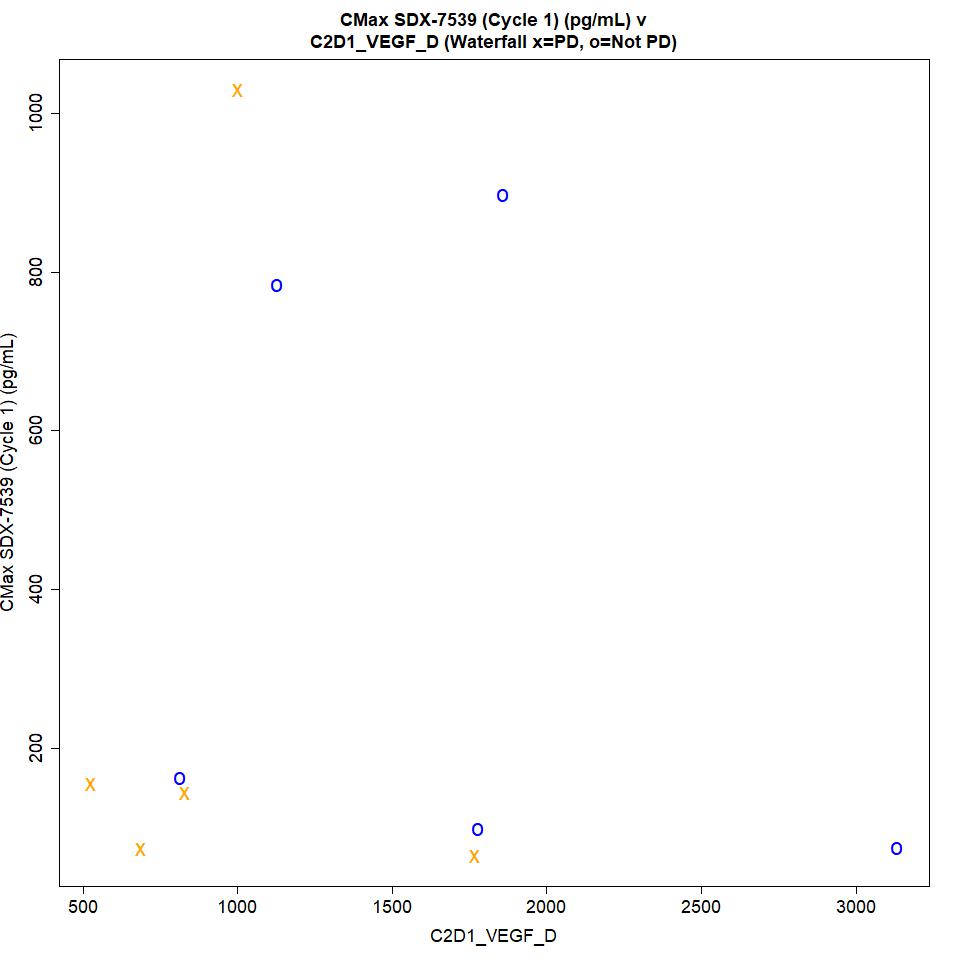 CMax SDX-7539 (Cycle 1) (pg/mL) v
C2D1_VEGF_D (Waterfall x=PD, o=Not PD)
CMax SDX-7539 (Cycle 1) (pg/mL)
1000
800
600
400
200
X
O
O
X
O
X
X
O
X
O
500
1000
1500
2000
2500
3000
C2D1_VEGF_D